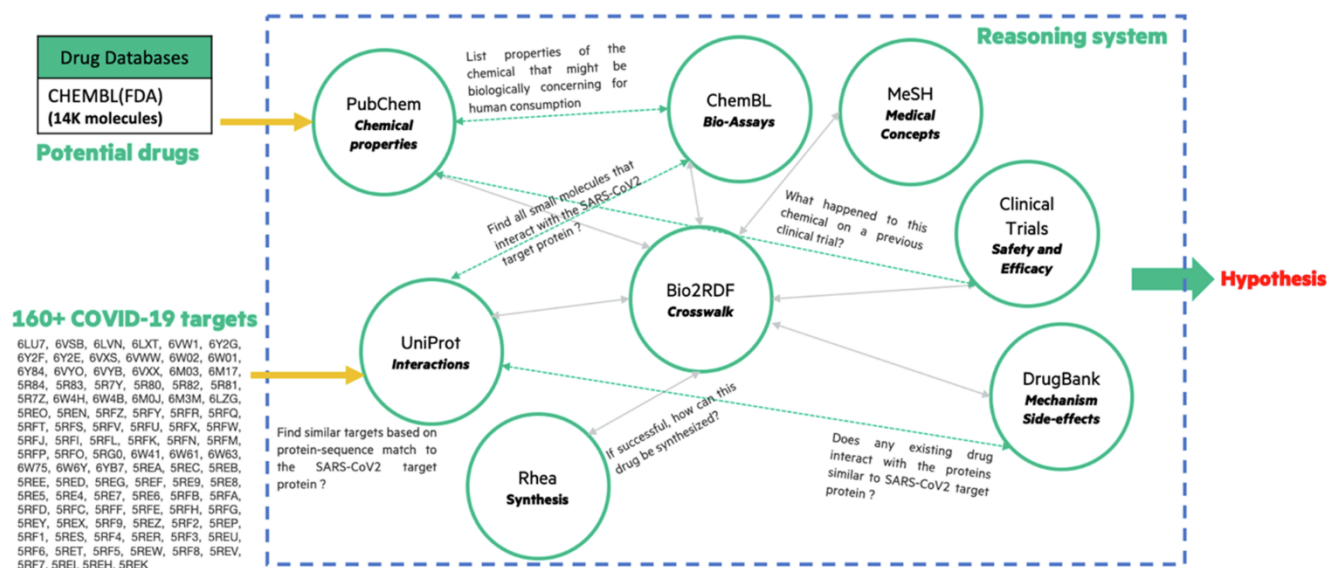 Reasoning system
Drug Databases
CHEMBL(FDA)
(14K molecules)
Potential drugs
PubChem
Chemical
properties
List properties of the
chemical that might be
biologically concerning for
human consumption
ChemBL
Bio-Assays
MeSH
Medical
Concepts
Find all small molecules that
interact with the SARS-CoV2
target protein ?
What happened to this
chemical on a previous
clinical trial?
Clinical
Trials
Safety and
Efficacy
Hypothesis
Bio2RDF
Crosswalk
160+ COVID-19 targets
6LU7, 6VSB, 6LVN, 6LXT, 6VW1, 6Y2G,
6Y2F, 6Y2E, 6VXS, 6VWW, 6W02, 6W01,
6Y84, 6VYO, 6VYB, 6VXX, 6M03, 6M17,
5R84, 5R83, 5R7Y, 5R80, 5R82, 5R81,
5R7Z, 6W4H, 6W4B, 6M0J, 6M3M, 6LZG,
5REO, 5REN, 5RFZ, 5RFY, 5RFR, 5RFQ,
5RFT, 5RFS, 5RFV, 5RFU, 5RFX, 5RFW,
5RFJ, 5RFI, 5RFL, 5RFK, 5RFN, 5RFM,
5RFP, 5RFO, 5RG0, 6W41, 6W61, 6W63,
6W75, 6W6Y, 6YB7, 5REA, 5REC, 5REB,
5REE, 5RED, 5REG, 5REF, 5RE9, 5RE8,
5RE5, 5RE4, 5RE7, 5RE6, 5RFB, 5RFA,
5RFD, 5RFC, 5RFF, 5RFE, 5RFH, 5RFG,
5REY, 5REX, 5RF9, 5REZ, 5RF2, 5REP,
5RF1, 5RES, 5RF4, 5RER, 5RF3, 5REU,
5RF6, 5RET, 5RF5, 5REW, 5RF8, 5REV,
5RF7, 5REI, 5REH, 5REK
UniProt
Interactions
DrugBank
Mechanism
Side-effects
Find similar targets based on
protein-sequence match to
the SARS-CoV2 target
protein ?
Rhea
Synthesis
If successful, how can this
drug be synthesized?
Does any existing drug
interact with the proteins
similar to SARS-CoV2 target
protein ?